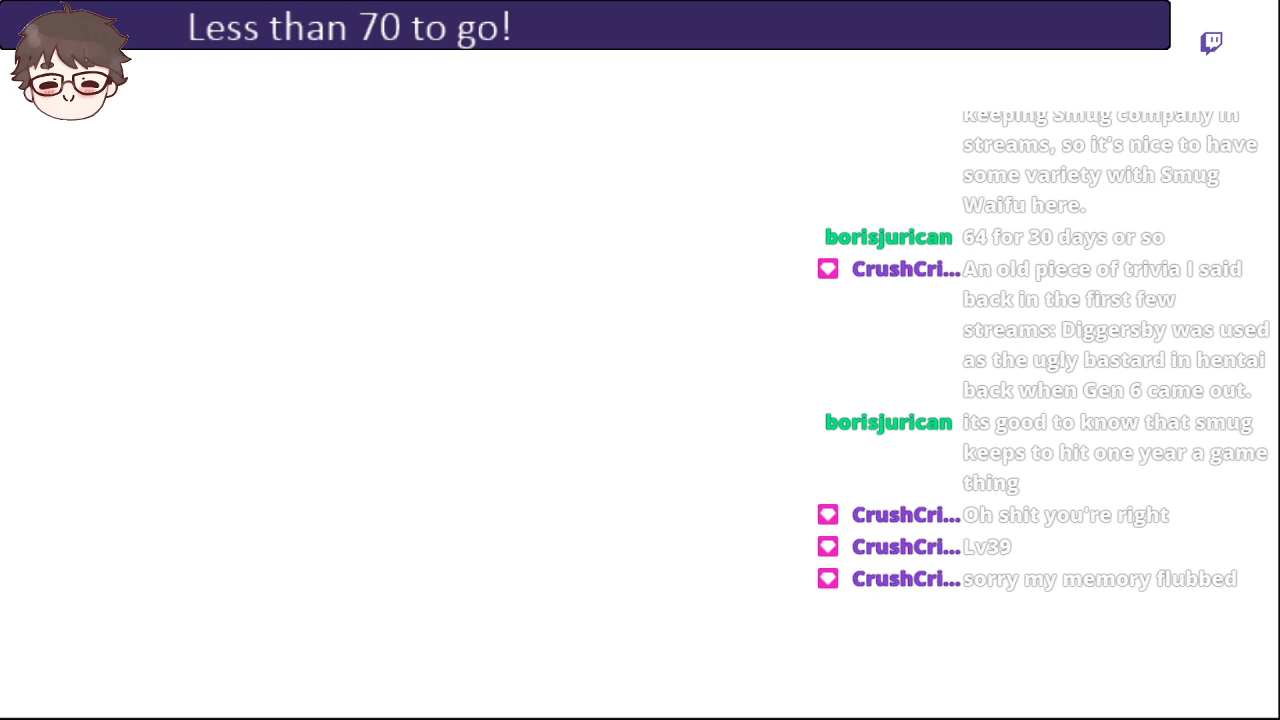 Less than 70 to go!
keeping Smug company in
streams, so it's nice to have
some variety with Smug
Waifu here.
borisjurican 64 for 30 days or so
CrushCri... An old piece of trivia I said
back in the first few
streams: Diggersby was used
as the ugly bastard in hentai
back when Gen 6 came out.
borisjurican its good to know that smug
keeps to hit one year a game
thing
CrushCri... Oh shit you're right
CrushCri... Lv39
CrushCri... sorry my memory flubbed